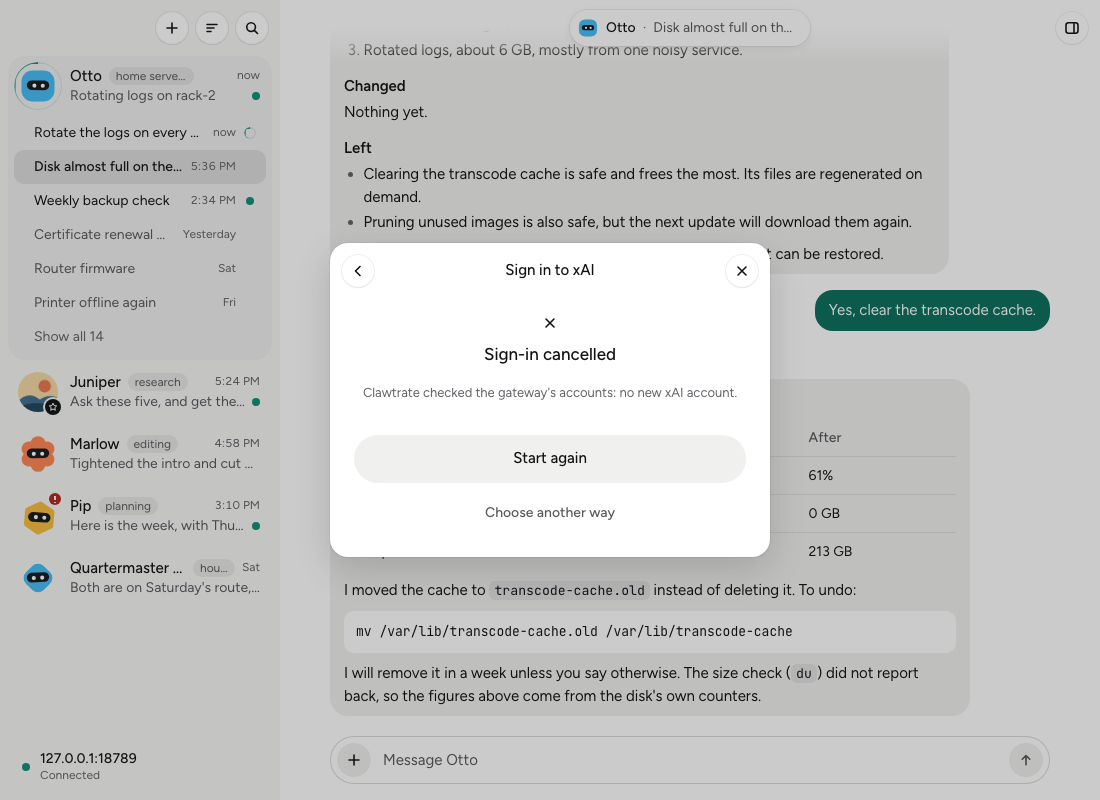 Otto home serve... now
Rotating logs on rack-2
Rotate the logs on every ... now
Disk almost full on the... 5:36 PM
Weekly backup check 2:34 PM
Certificate renewal ... Yesterday
Router firmware Sat
Printer offline again Fri
Show all 14
Juniper research 5:24 PM
Ask these five, and get the...
Marlow editing 4:58 PM
Tightened the intro and cut ...
Pip planning 3:10 PM
Here is the week, with Thu...
Quartermaster ... hou... Sat
Both are on Saturday's route,...
127.0.0.1:18789
Connected
Otto · Disk almost full on th...
3. Rotated logs, about 6 GB, mostly from one noisy service.
Changed
Nothing yet.
Left
• Clearing the transcode cache is safe and frees the most. Its files are regenerated on
demand.
• Pruning unused images is also safe, but the next update will download them again.
can be restored.
Yes, clear the transcode cache.
Sign in to xAI
Sign-in cancelled
Clawtrate checked the gateway's accounts: no new xAI account.
Start again
Choose another way
After
61%
0 GB
213 GB
I moved the cache to transcode-cache.old instead of deleting it. To undo:
mv /var/lib/transcode-cache.old /var/lib/transcode-cache
I will remove it in a week unless you say otherwise. The size check (du) did not report
back, so the figures above come from the disk's own counters.
Message Otto